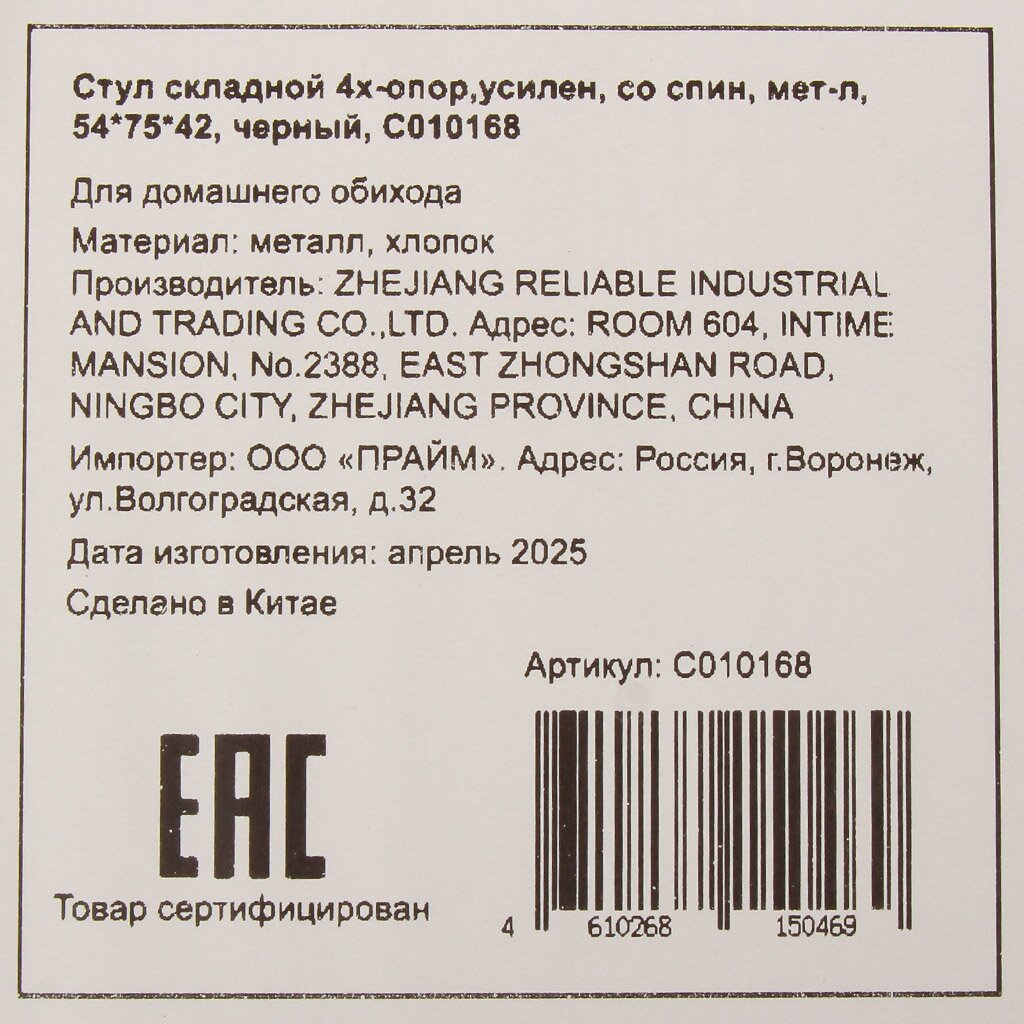 Стул складной 4х-опор,усилен, со спин, мет-л,
54*75*42, черный, С010168
Для домашнего обихода
Материал: металл, хлопок
Производитель: ZHEJIANG RELIABLE INDUSTRIAL
AND TRADING CO.,LTD. Адрес: ROOM 604, INTIME
MANSION, No.2388, EAST ZHONGSHAN ROAD,
NINGBO CITY, ZHEJIANG PROVINCE, CHINA
Импортер: ООО «ПРАЙМ». Адрес: Россия, г.Воронеж,
ул.Волгоградская, д.32
Дата изготовления: апрель 2025
Сделано в Китае
Артикул: С010168
ЕАС
Товар сертифицирован
4 610268 150469